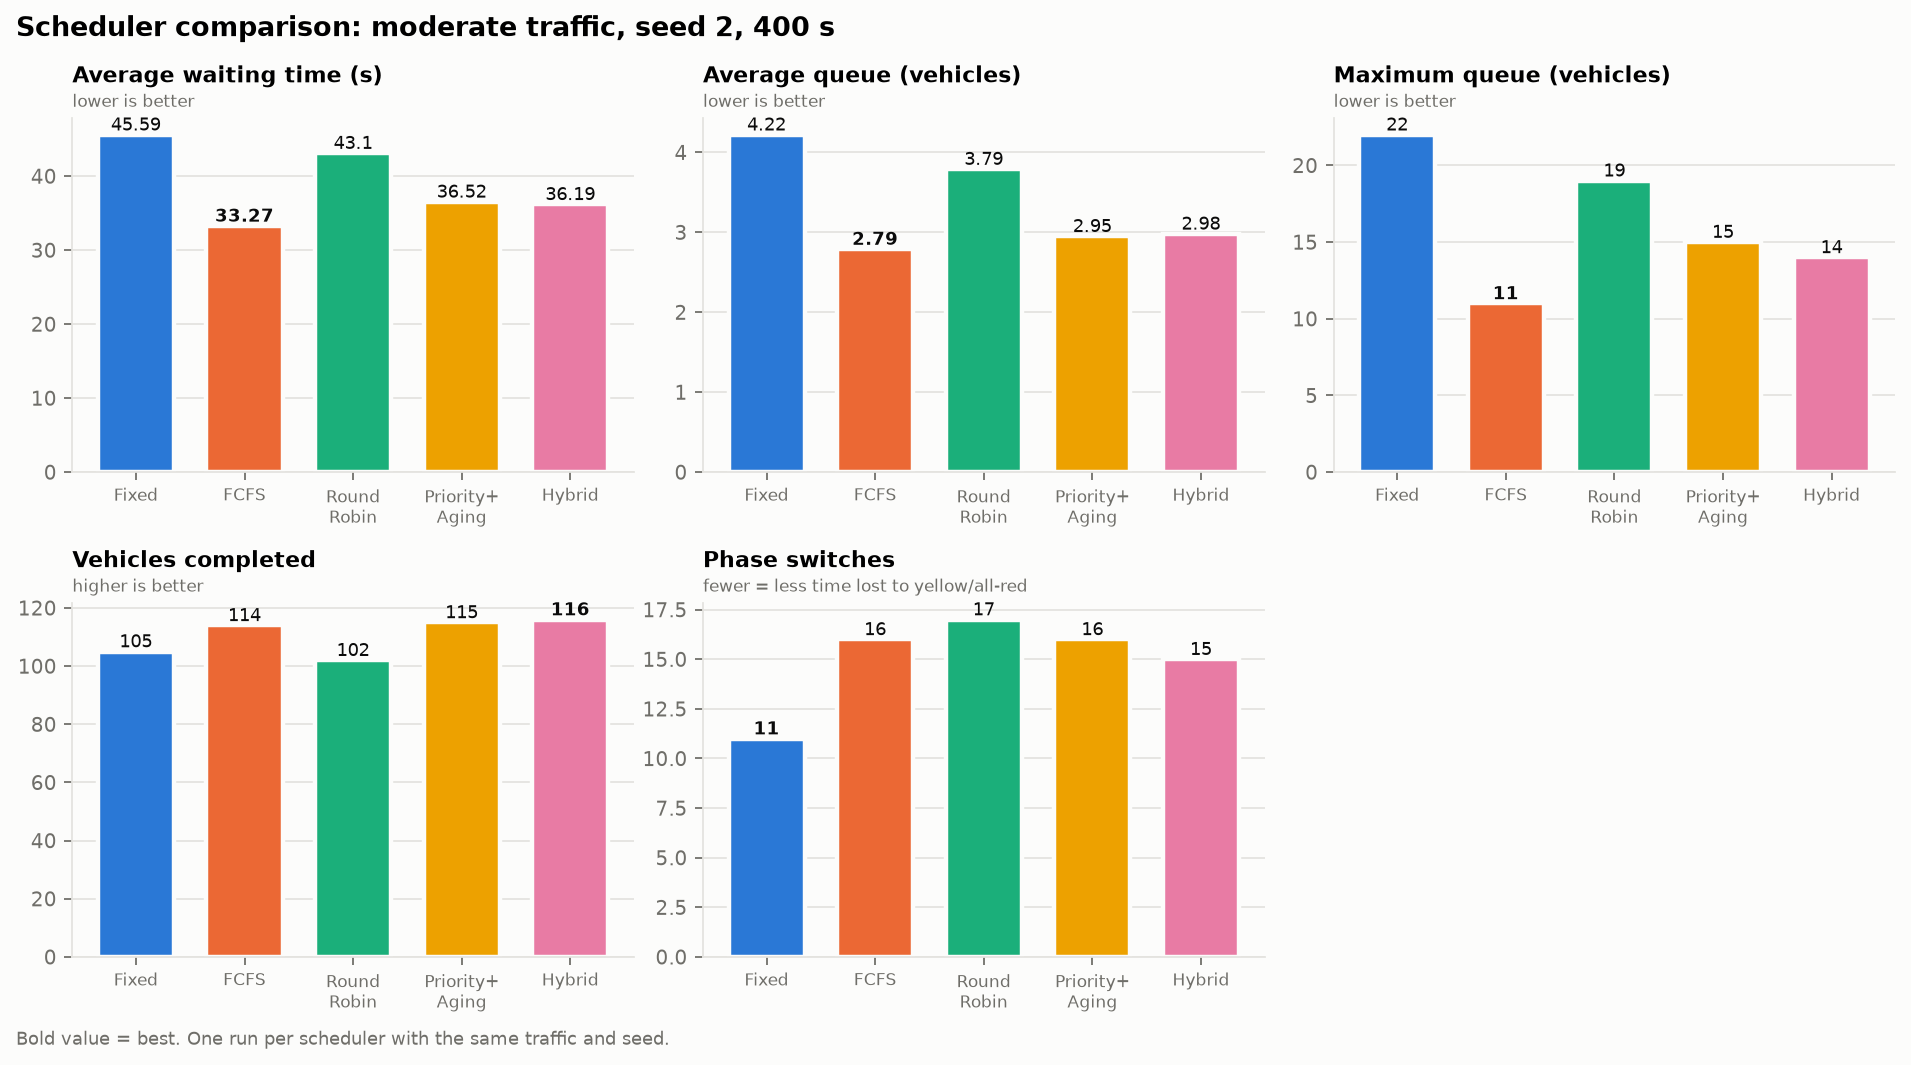 Scheduler comparison: moderate traffic, seed 2, 400 s
Average waiting time (s)
lower is better
45.59
33.27
43.1
36.52
36.19
40
30
20
10
0
Fixed
FCFS
Round
Robin
Priority+
Aging
Hybrid
Average queue (vehicles)
lower is better
4.22
2.79
3.79
2.95
2.98
4
3
2
1
0
Fixed
FCFS
Round
Robin
Priority+
Aging
Hybrid
Maximum queue (vehicles)
lower is better
22
11
19
15
14
20
15
10
5
0
Fixed
FCFS
Round
Robin
Priority+
Aging
Hybrid
Vehicles completed
higher is better
105
114
102
115
116
120
100
80
60
40
20
0
Fixed
FCFS
Round
Robin
Priority+
Aging
Hybrid
Phase switches
fewer = less time lost to yellow/all-red
11
16
17
16
15
17.5
15.0
12.5
10.0
7.5
5.0
2.5
0.0
Fixed
FCFS
Round
Robin
Priority+
Aging
Hybrid
Bold value = best. One run per scheduler with the same traffic and seed.